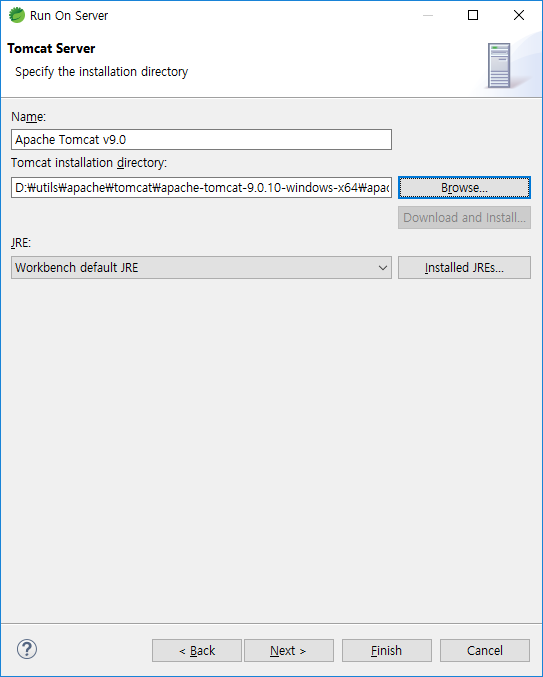 Run On Server
Tomcat Server
Specify the installation directory
Name:
Apache Tomcat v9.0
Tomcat installation directory:
D:₩utils₩apache₩tomcat₩apache-tomcat-9.0.10-windows-x64₩apac
Browse...
Download and Install...
JRE:
Workbench default JRE
Installed JREs...
?
< Back
Next >
Finish
Cancel